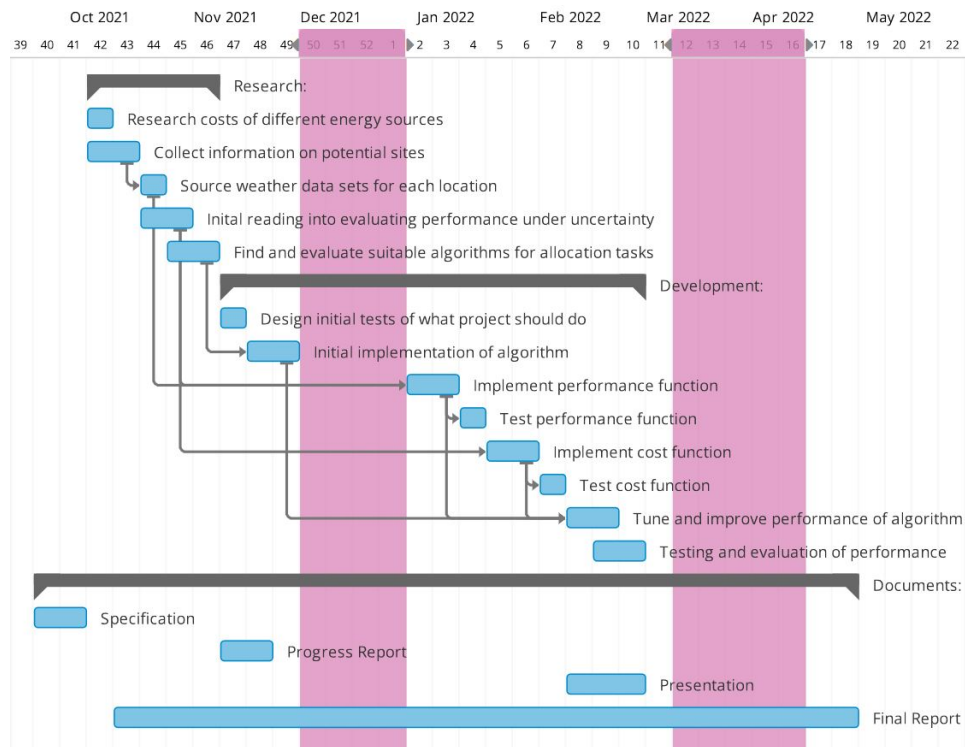 Oct 2021 Nov 2021 Dec 2021 Jan 2022 Feb 2022 Mar 2022 Apr 2022 May 2022
39 40 41 42 43 44 45 46 47 48 49 50 51 52 1 2 3 4 5 6 7 8 9 10 11 12 13 14 15 16 17 18 19 20 21 22
Research:
Research costs of different energy sources
Collect information on potential sites
Source weather data sets for each location
Inital reading into evaluating performance under uncertainty
Find and evaluate suitable algorithms for allocation tasks
Development:
Design initial tests of what project should do
Initial implementation of algorithm
Implement performance function
Test performance function
Implement cost function
Test cost function
Tune and improve performance of algorithm
Testing and evaluation of performance
Documents:
Specification
Progress Report
Presentation
Final Report